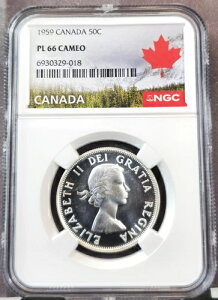 1959 CANADA 50C
PL 66 CAMEO
6930329-018
CANADA
NGC
ELIZABETH II DEI GRATIA REGINA